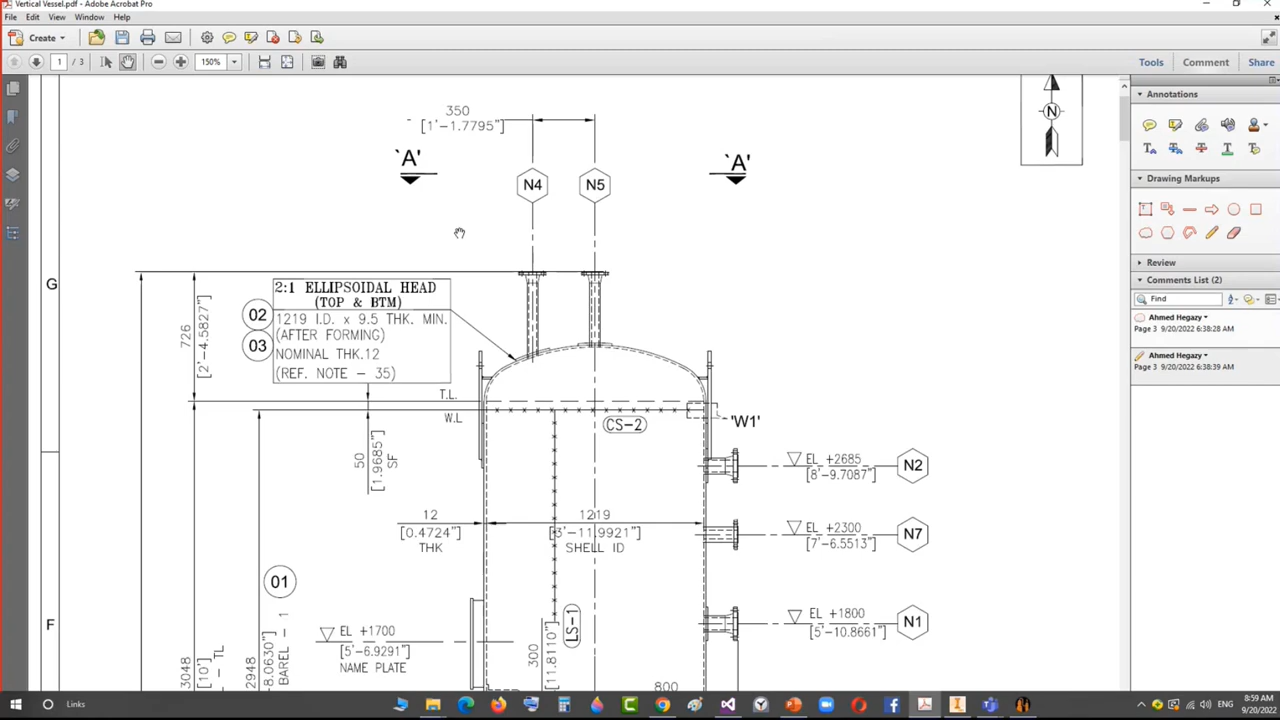 Vertical Vessel.pdf - Adobe Acrobat Pro
File Edit View Window Help
Create
1 / 3
150%
Tools Comment Share
350
[1'-1.7795"]
`A'
`A'
N4
N5
N
G
2:1 ELLIPSOIDAL HEAD
(TOP & BTM)
02
1219 I.D. x 9.5 THK. MIN.
03
(AFTER FORMING)
NOMINAL THK.12
(REF. NOTE - 35)
726
[2'-4.5827"]
T.L.
W.L
CS-2
'W1'
50
[1.9685"]
SF
EL +2685
[8'-9.7087"]
N2
12
[0.4724"]
THK
1219
[3'-11.9921"]
SHELL ID
EL +2300
[7'-6.5513"]
N7
01
LS-1
EL +1800
[5'-10.8661"]
N1
EL +1700
[5'-6.9291"]
NAME PLATE
F
3048
[10']
- TL
2948
-8.0630"]
BAREL - 1
300
[11.8110"]
800
Annotations
Drawing Markups
Review
Comments List (2)
Find
Ahmed Hegazy
Page 3 9/20/2022 6:38:28 AM
Ahmed Hegazy
Page 3 9/20/2022 6:38:39 AM
Links
ENG
8:59 AM
9/20/2022